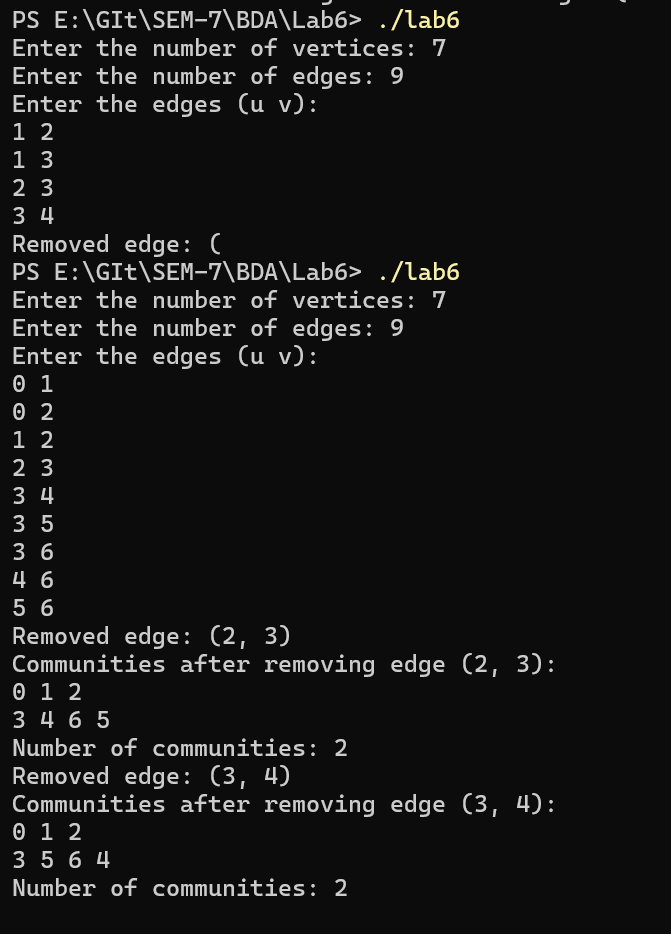 PS E:\GIt\SEM-7\BDA\Lab6> ./lab6
Enter the number of vertices: 7
Enter the number of edges: 9
Enter the edges (u v):
1 2
1 3
2 3
3 4
Removed edge: (
PS E:\GIt\SEM-7\BDA\Lab6> ./lab6
Enter the number of vertices: 7
Enter the number of edges: 9
Enter the edges (u v):
0 1
0 2
1 2
2 3
3 4
3 5
3 6
4 6
5 6
Removed edge: (2, 3)
Communities after removing edge (2, 3):
0 1 2
3 4 6 5
Number of communities: 2
Removed edge: (3, 4)
Communities after removing edge (3, 4):
0 1 2
3 5 6 4
Number of communities: 2